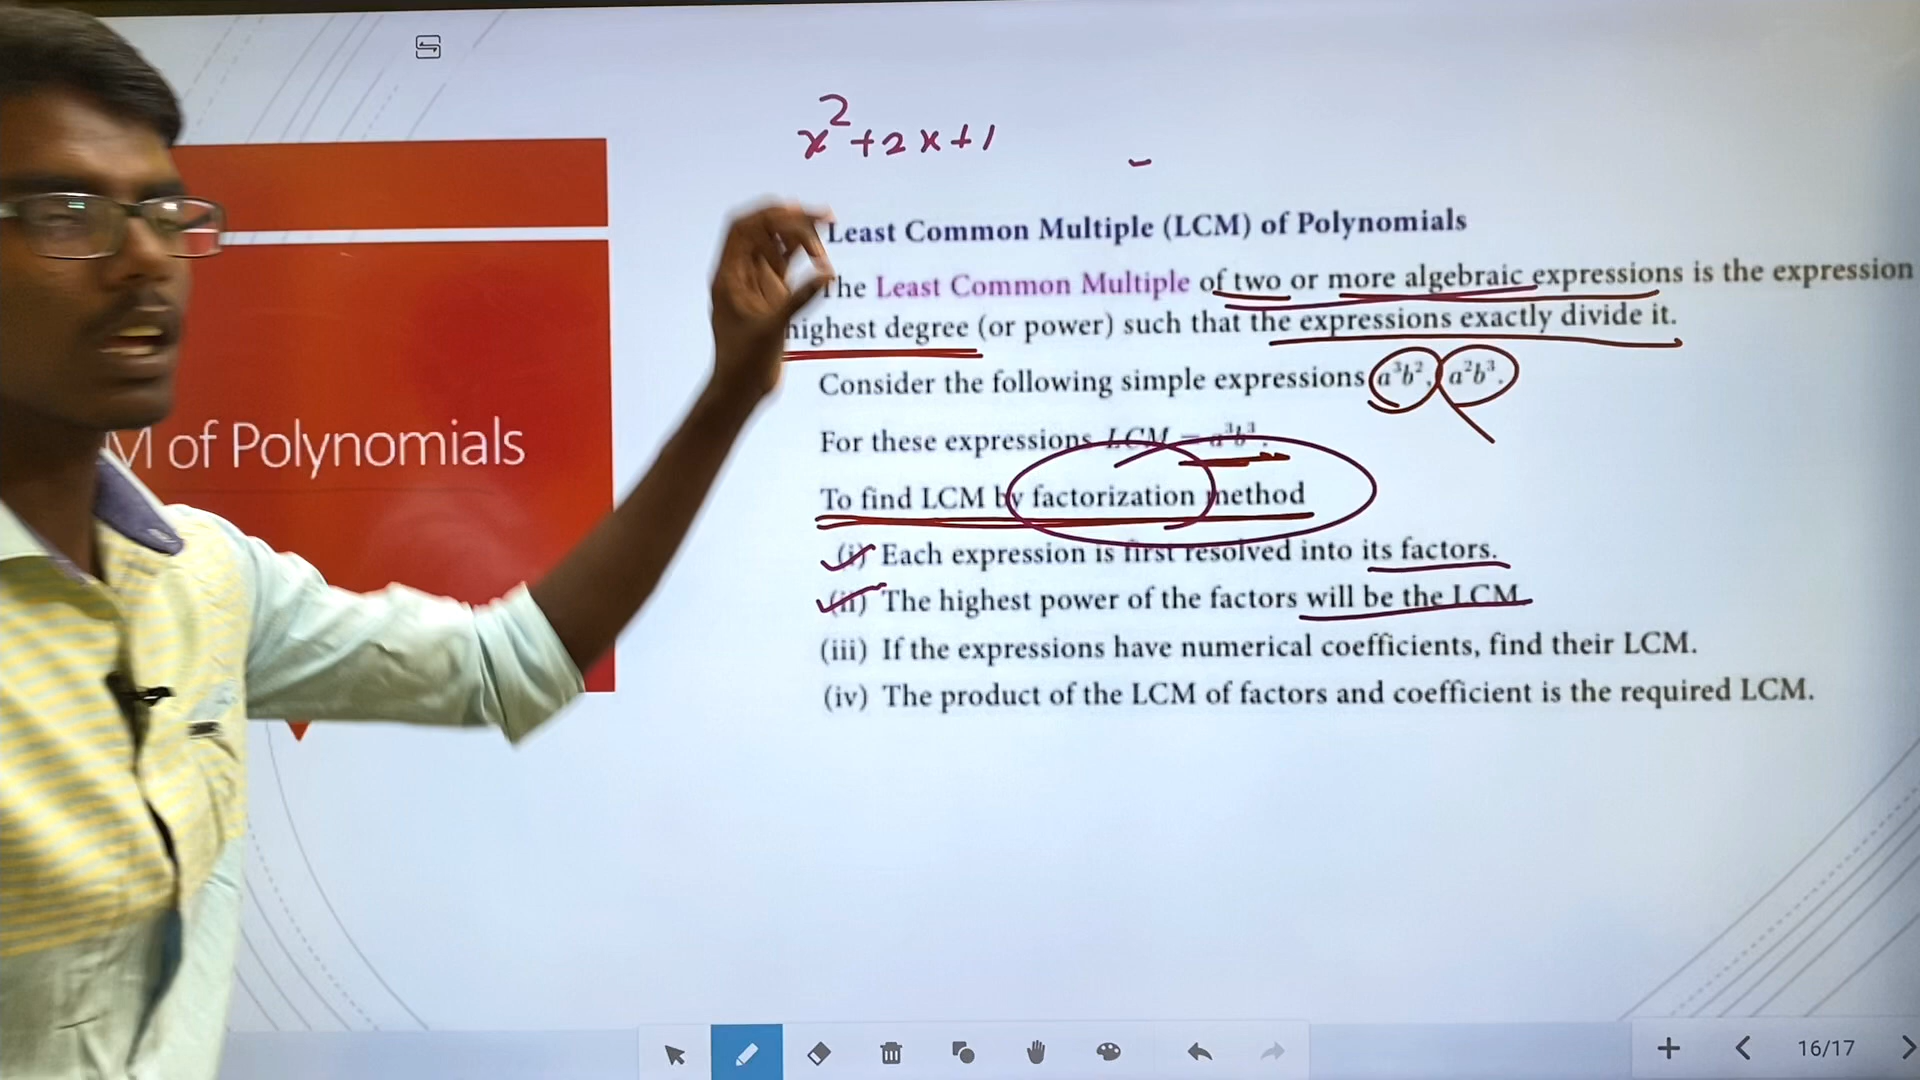 x²+2x+1
-
Least Common Multiple (LCM) of Polynomials
The Least Common Multiple of two or more algebraic expressions is the expression
highest degree (or power) such that the expressions exactly divide it.
Consider the following simple expressions a³b², a²b³.
For these expressions LCM = a³b³.
To find LCM by factorization method
(i) Each expression is first resolved into its factors.
(ii) The highest power of the factors will be the LCM
(iii) If the expressions have numerical coefficients, find their LCM.
(iv) The product of the LCM of factors and coefficient is the required LCM.
M of Polynomials
16/17